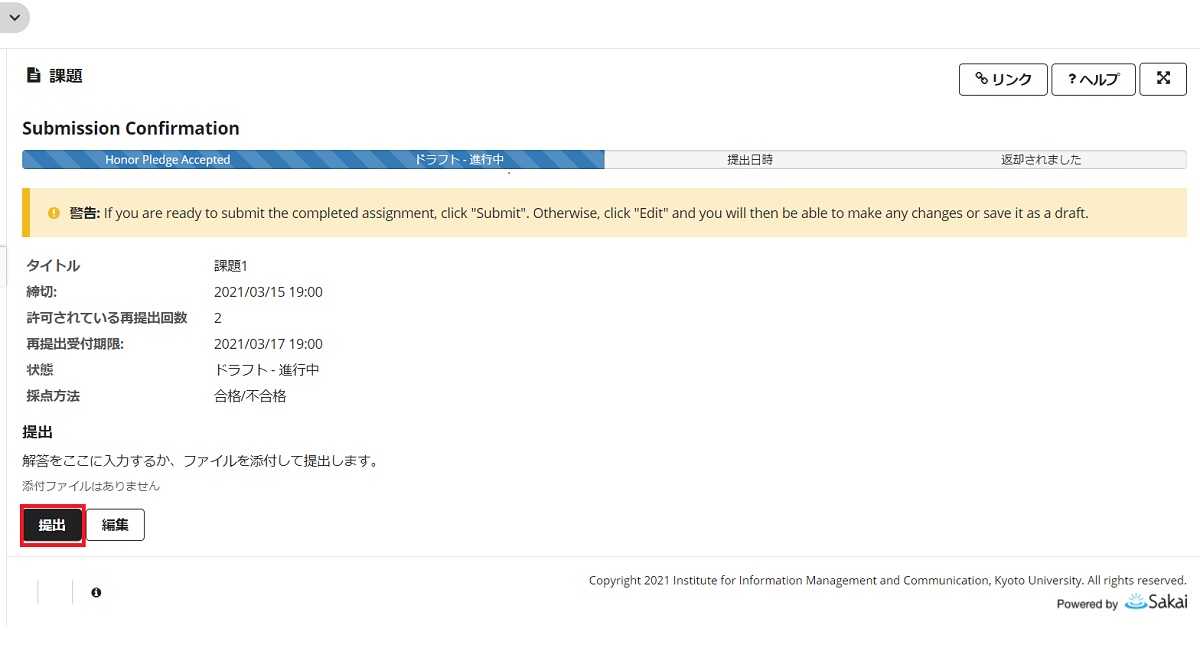 課題
リンク
? ヘルプ
Submission Confirmation
Honor Pledge Accepted ドラフト - 進行中 提出日時 返却されました
警告: If you are ready to submit the completed assignment, click "Submit". Otherwise, click "Edit" and you will then be able to make any changes or save it as a draft.
タイトル 課題1
締切: 2021/03/15 19:00
許可されている再提出回数 2
再提出受付期限: 2021/03/17 19:00
状態 ドラフト - 進行中
採点方法 合格/不合格
提出
解答をここに入力するか、ファイルを添付して提出します。
添付ファイルはありません
提出 編集
Copyright 2021 Institute for Information Management and Communication, Kyoto University. All rights reserved.
Powered by Sakai